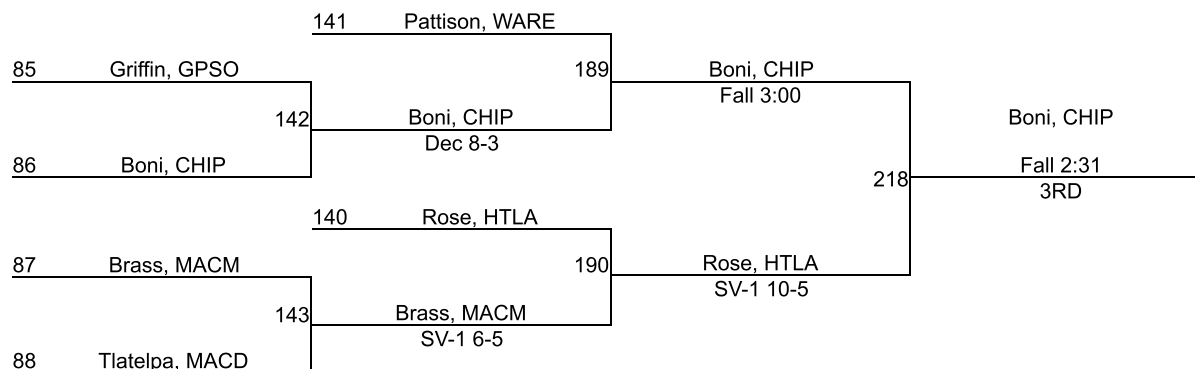 141 Pattison, WARE
85 Griffin, GPSO
189
Boni, CHIP
Fall 3:00
142
Boni, CHIP
Dec 8-3
Boni, CHIP
86 Boni, CHIP
Fall 2:31
3RD
218
140 Rose, HTLA
87 Brass, MACM
190
Rose, HTLA
SV-1 10-5
143
Brass, MACM
SV-1 6-5
88 Tlatelpa, MACD